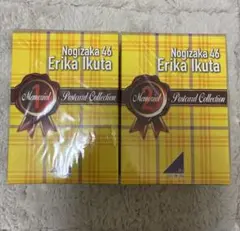 Nogizaka 46
Erika Ikuta
Memorial
Postcard Collection
Nogizaka 46
Erika Ikuta
Memorial
Postcard Collection